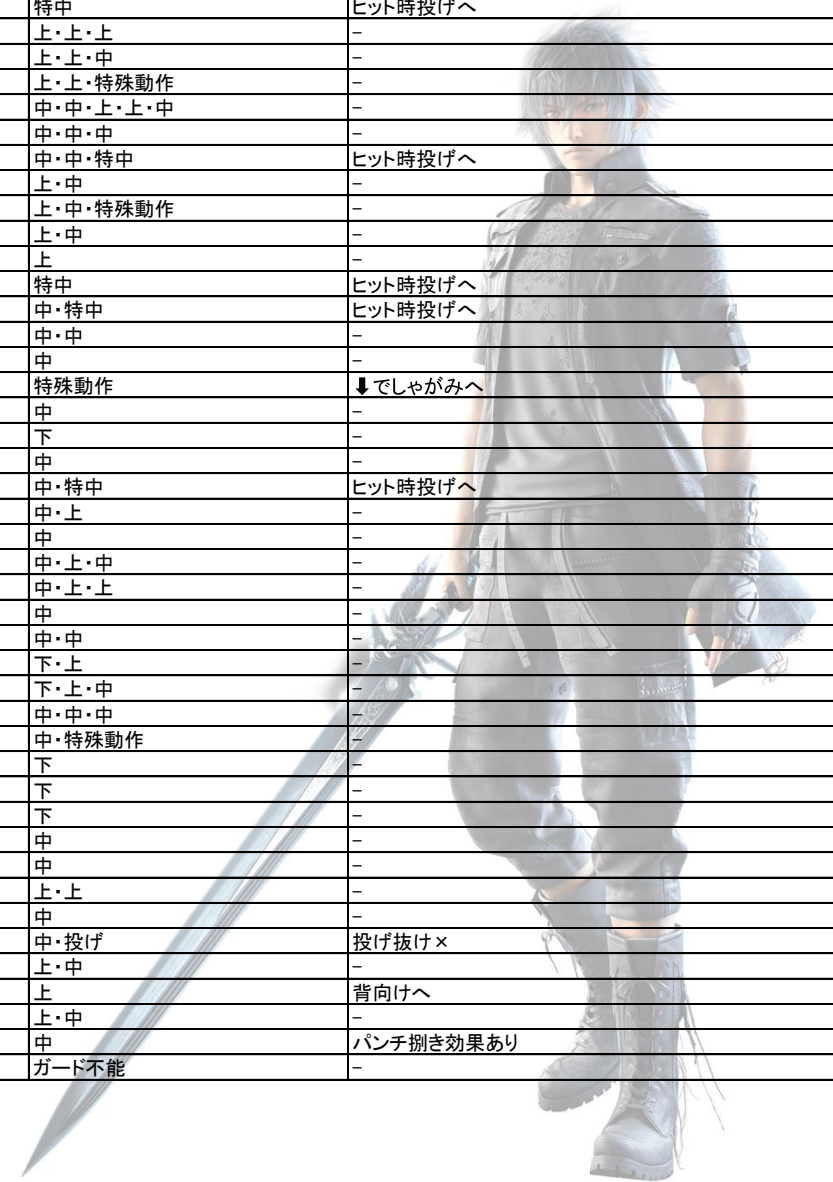 特中 ヒット時投げへ
上・上・上 -
上・上・中 -
上・上・特殊動作 -
中・中・上・上・中 -
中・中・中 -
中・中・特中 ヒット時投げへ
上・中 -
上・中・特殊動作 -
上・中 -
上 -
特中 ヒット時投げへ
中・特中 ヒット時投げへ
中・中 -
中 -
特殊動作 ⬇でしゃがみへ
中 -
下 -
中 -
中・特中 ヒット時投げへ
中・上 -
中 -
中・上・中 -
中・上・上 -
中 -
中・中 -
下・上 -
下・上・中 -
中・中・中 -
中・特殊動作 -
下 -
下 -
下 -
中 -
中 -
上・上 -
中 -
中・投げ 投げ抜け×
上・中 -
上 背向けへ
上・中 -
中 パンチ捌き効果あり
ガード不能 -